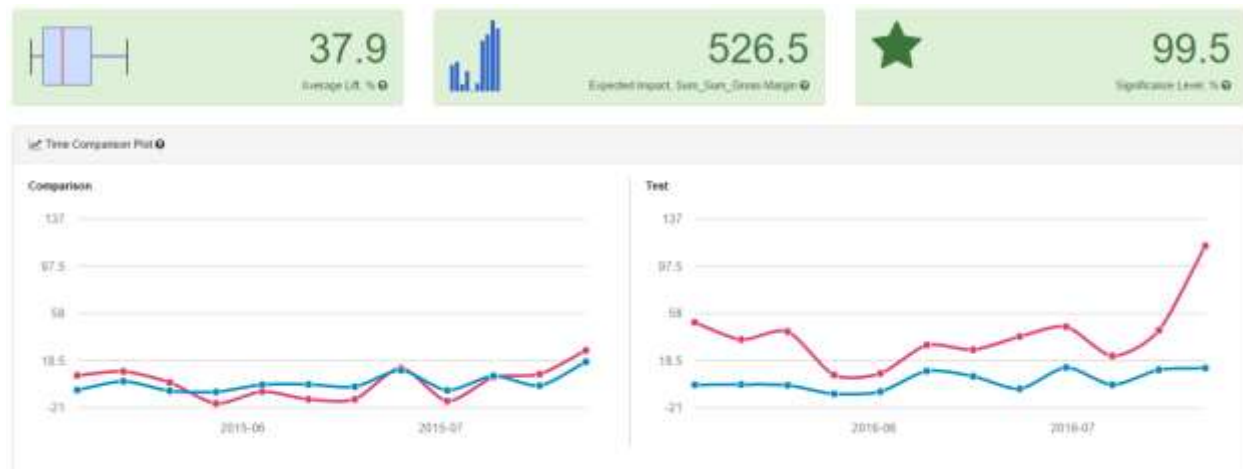 37.9
Average Lift, %
526.5
Expected Impact, Sum_Sum_Gross Margin
99.5
Significance Level, %
Time Comparison Plot
Comparison
137
97.5
58
18.5
-21
2015-06
2015-07
Test
137
97.5
58
18.5
-21
2016-06
2016-07